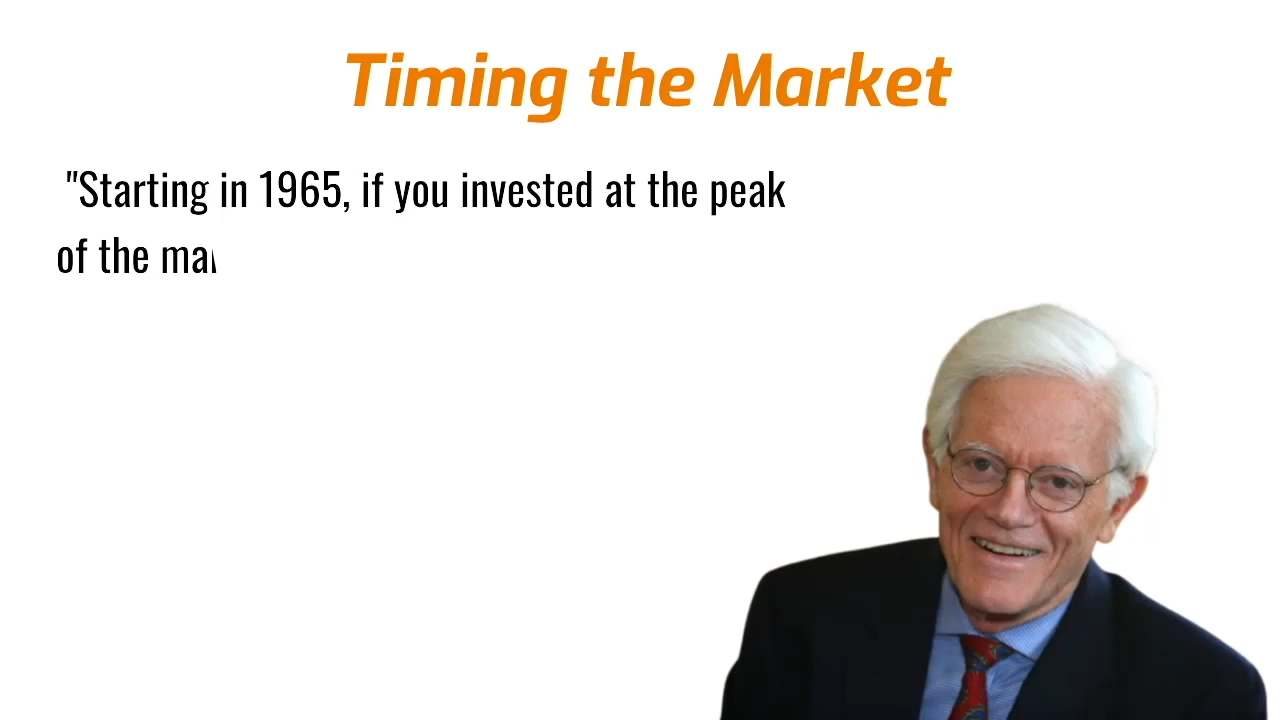 Timing the Market
"Starting in 1965, if you invested at the peak
of the